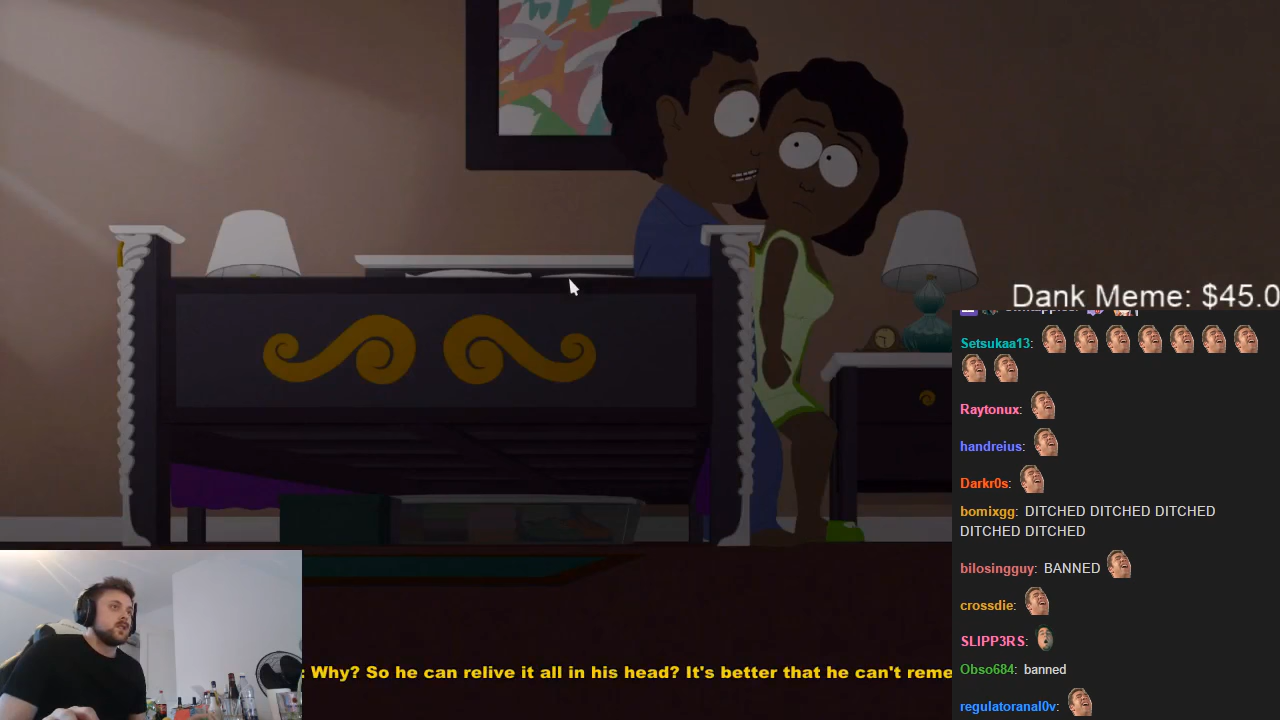 Dank Meme: $45.0
Setsukaa13:
Raytonux:
handreius:
Darkr0s:
bomixgg: DITCHED DITCHED DITCHED
DITCHED DITCHED
bilosingguy: BANNED
crossdie:
SLIPP3RS:
Obso684: banned
regulatoranal0v:
: Why? So he can relive it all in his head? It's better that he can't reme